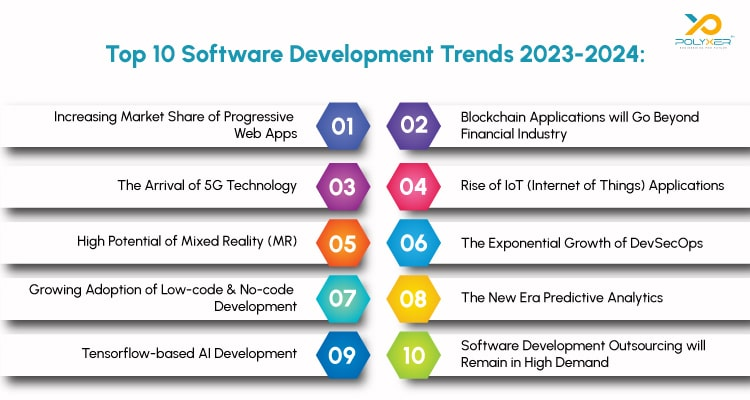 POLYXER
Top 10 Software Development Trends 2023-2024:
Increasing Market Share of Progressive
Web Apps
01
02
Blockchain Applications will Go Beyond
Financial Industry
The Arrival of 5G Technology
03
04
Rise of IoT (Internet of Things) Applications
High Potential of Mixed Reality (MR)
05
06
The Exponential Growth of DevSecOps
Growing Adoption of Low-code & No-code
Development
07
08
The New Era Predictive Analytics
Tensorflow-based AI Development
09
10
Software Development Outsourcing will
Remain in High Demand